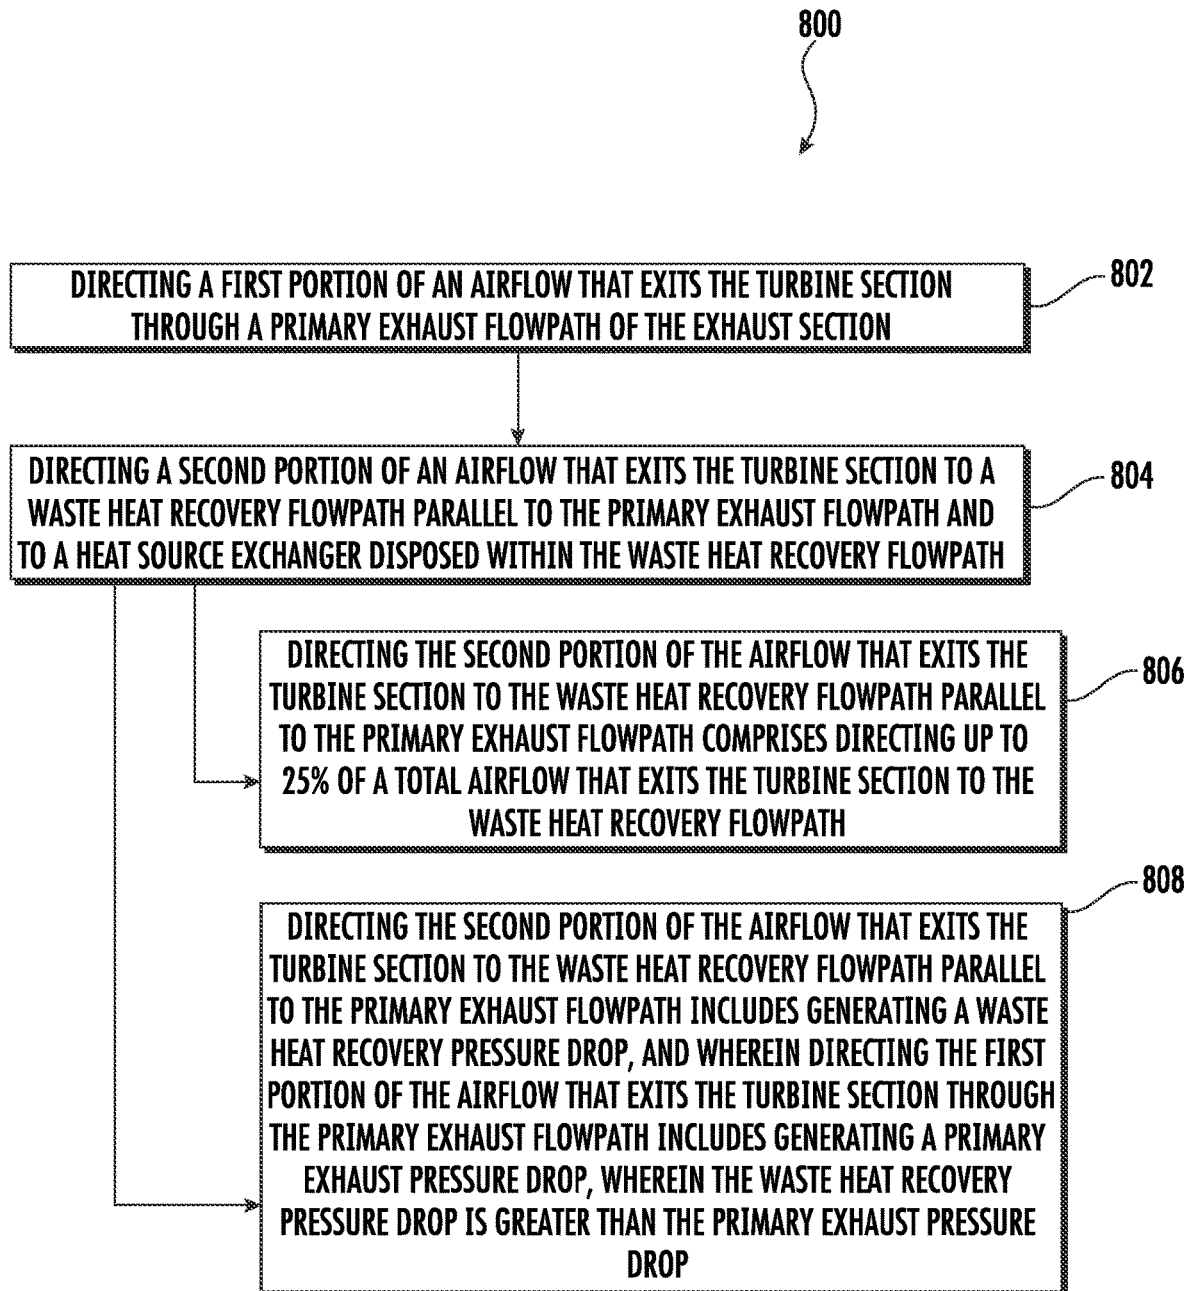 800
DIRECTING A FIRST PORTION OF AN AIRFLOW THAT EXITS THE TURBINE SECTION
THROUGH A PRIMARY EXHAUST FLOWPATH OF THE EXHAUST SECTION
802
DIRECTING A SECOND PORTION OF AN AIRFLOW THAT EXITS THE TURBINE SECTION TO A
WASTE HEAT RECOVERY FLOWPATH PARALLEL TO THE PRIMARY EXHAUST FLOWPATH AND
TO A HEAT SOURCE EXCHANGER DISPOSED WITHIN THE WASTE HEAT RECOVERY FLOWPATH
804
DIRECTING THE SECOND PORTION OF THE AIRFLOW THAT EXITS THE
TURBINE SECTION TO THE WASTE HEAT RECOVERY FLOWPATH PARALLEL
TO THE PRIMARY EXHAUST FLOWPATH COMPRISES DIRECTING UP TO
25% OF A TOTAL AIRFLOW THAT EXITS THE TURBINE SECTION TO THE
WASTE HEAT RECOVERY FLOWPATH
806
DIRECTING THE SECOND PORTION OF THE AIRFLOW THAT EXITS THE
TURBINE SECTION TO THE WASTE HEAT RECOVERY FLOWPATH PARALLEL
TO THE PRIMARY EXHAUST FLOWPATH INCLUDES GENERATING A WASTE
HEAT RECOVERY PRESSURE DROP, AND WHEREIN DIRECTING THE FIRST
PORTION OF THE AIRFLOW THAT EXITS THE TURBINE SECTION THROUGH
THE PRIMARY EXHAUST FLOWPATH INCLUDES GENERATING A PRIMARY
EXHAUST PRESSURE DROP, WHEREIN THE WASTE HEAT RECOVERY
PRESSURE DROP IS GREATER THAN THE PRIMARY EXHAUST PRESSURE
DROP
808